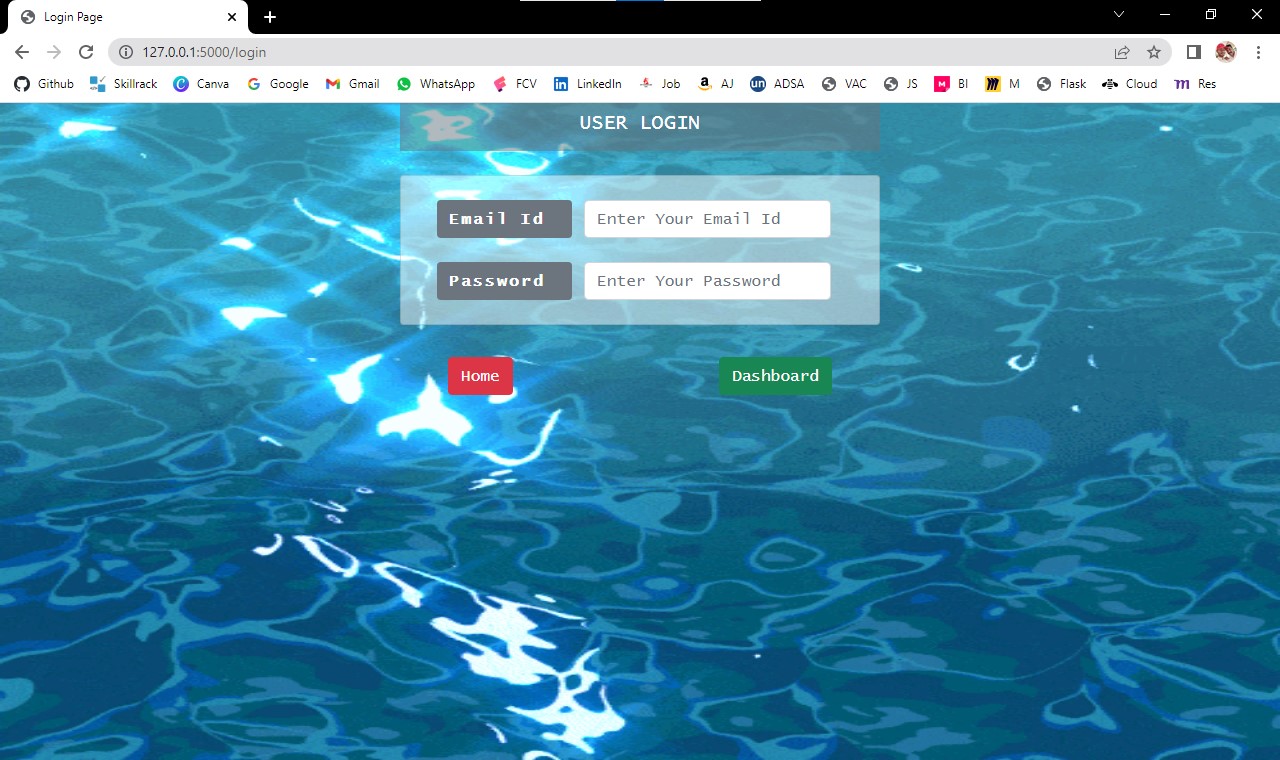 Login Page
127.0.0.1:5000/login
Github Skillrack Canva Google Gmail WhatsApp FCV LinkedIn Job AJ un ADSA VAC JS M BI M Flask Cloud m Res
USER LOGIN
Email Id Enter Your Email Id
Password Enter Your Password
Home Dashboard